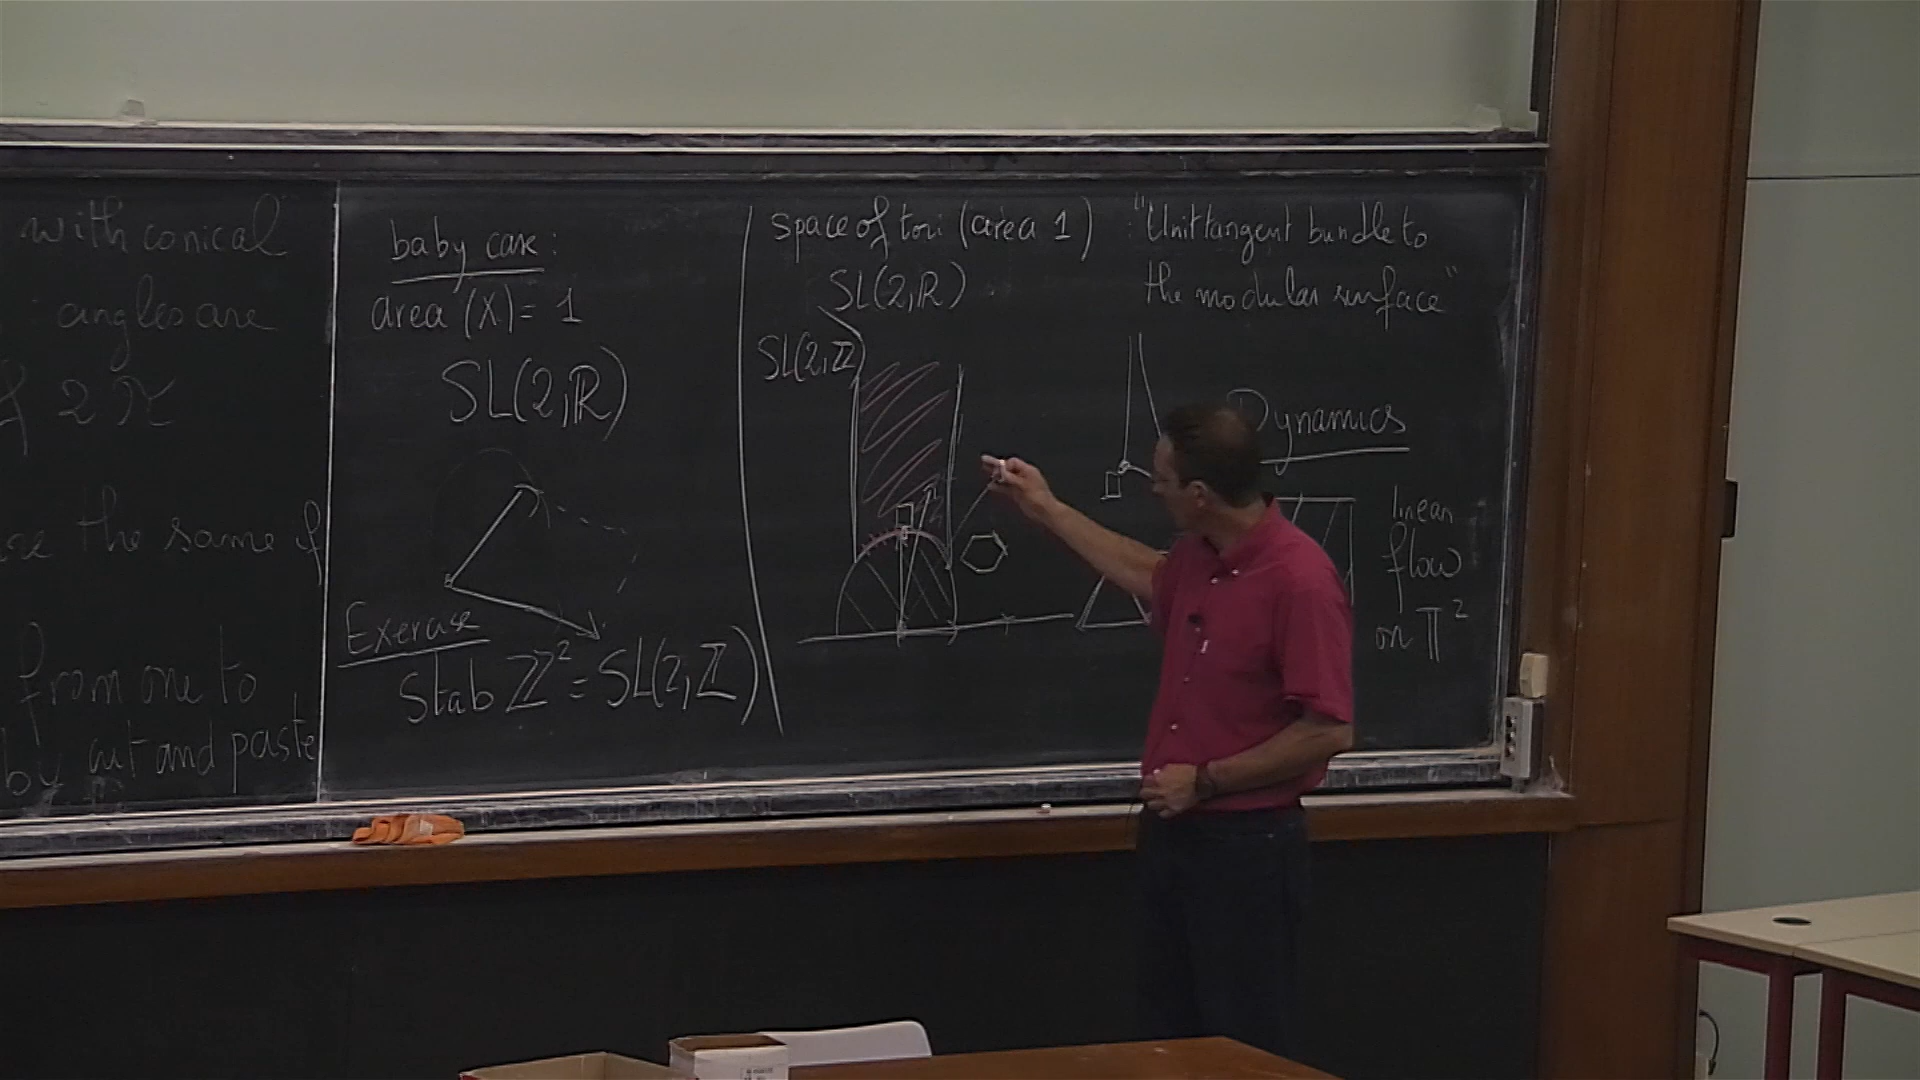 with conical
angles are
2π
are the same if
from one to
by cut and paste
baby case:
area (X) = 1
SL(2,ℝ)
Exercise
Stab ℤ² = SL(2,ℤ)
space of tori (area 1)
SL(2,ℝ)
SL(2,ℤ)
"Unit tangent bundle to
the modular surface"
Dynamics
linear
flow
on 𝕋²